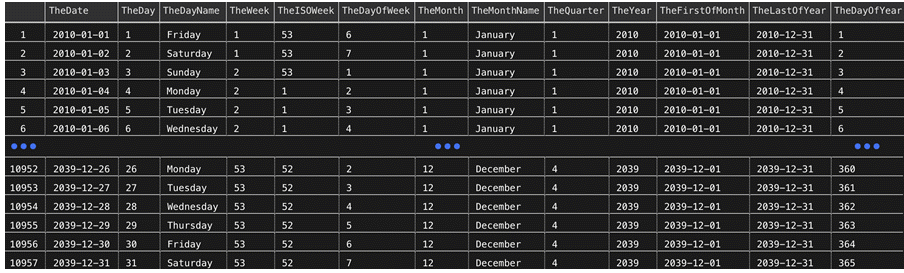 TheDate TheDay TheDayName TheWeek TheISOWeek TheDayOfWeek TheMonth TheMonthName TheQuarter TheYear TheFirstOfMonth TheLastOfYear TheDayOfYear
1 2010-01-01 1 Friday 1 53 6 1 January 1 2010 2010-01-01 2010-12-31 1
2 2010-01-02 2 Saturday 1 53 7 1 January 1 2010 2010-01-01 2010-12-31 2
3 2010-01-03 3 Sunday 2 53 1 1 January 1 2010 2010-01-01 2010-12-31 3
4 2010-01-04 4 Monday 2 1 2 1 January 1 2010 2010-01-01 2010-12-31 4
5 2010-01-05 5 Tuesday 2 1 3 1 January 1 2010 2010-01-01 2010-12-31 5
6 2010-01-06 6 Wednesday 2 1 4 1 January 1 2010 2010-01-01 2010-12-31 6
10952 2039-12-26 26 Monday 53 52 2 12 December 4 2039 2039-12-01 2039-12-31 360
10953 2039-12-27 27 Tuesday 53 52 3 12 December 4 2039 2039-12-01 2039-12-31 361
10954 2039-12-28 28 Wednesday 53 52 4 12 December 4 2039 2039-12-01 2039-12-31 362
10955 2039-12-29 29 Thursday 53 52 5 12 December 4 2039 2039-12-01 2039-12-31 363
10956 2039-12-30 30 Friday 53 52 6 12 December 4 2039 2039-12-01 2039-12-31 364
10957 2039-12-31 31 Saturday 53 52 7 12 December 4 2039 2039-12-01 2039-12-31 365